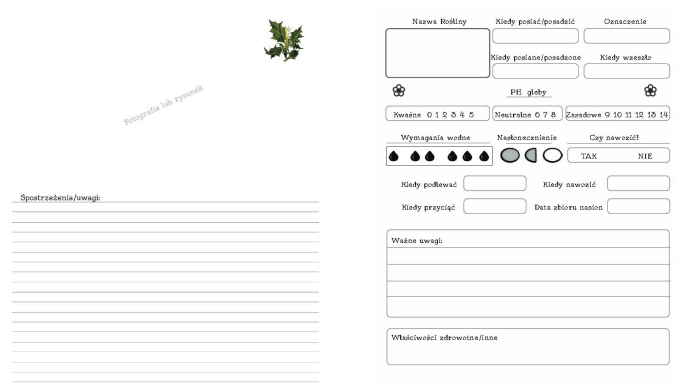 Fotografia lub rysunek
Spostrzeżenia/uwagi:
Nazwa Rośliny
Kiedy posiać/posadzić
Oznaczenie
Kiedy posiane/posadzone
Kiedy wzeszło
PH gleby
Kwaśne 0 1 2 3 4 5
Neutralne 6 7 8
Zasadowe 9 10 11 12 13 14
Wymagania wodne
Nasłonecznienie
Czy nawozić?
TAK
NIE
Kiedy podlewać
Kiedy nawozić
Kiedy przyciąć
Data zbioru nasion
Ważne uwagi:
Właściwości zdrowotne/inne